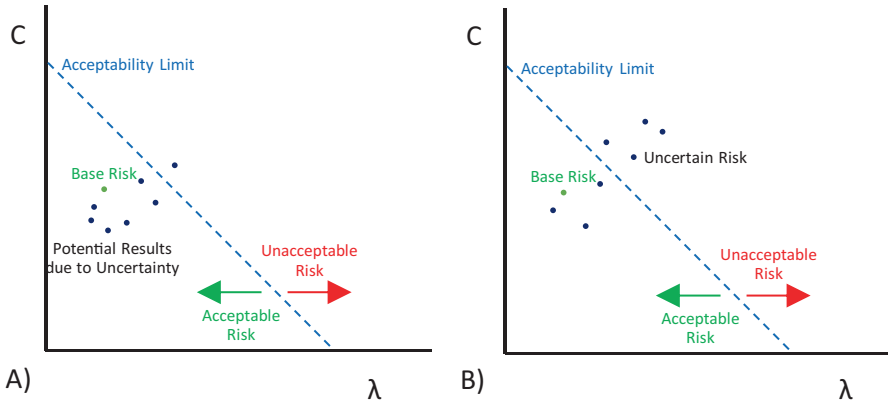 C
Acceptability Limit
Base Risk
Potential Results
due to Uncertainty
Unacceptable
Risk
Acceptable
Risk
A)
λ
C
Acceptability Limit
Uncertain Risk
Base Risk
Unacceptable
Risk
Acceptable
Risk
B)
λ